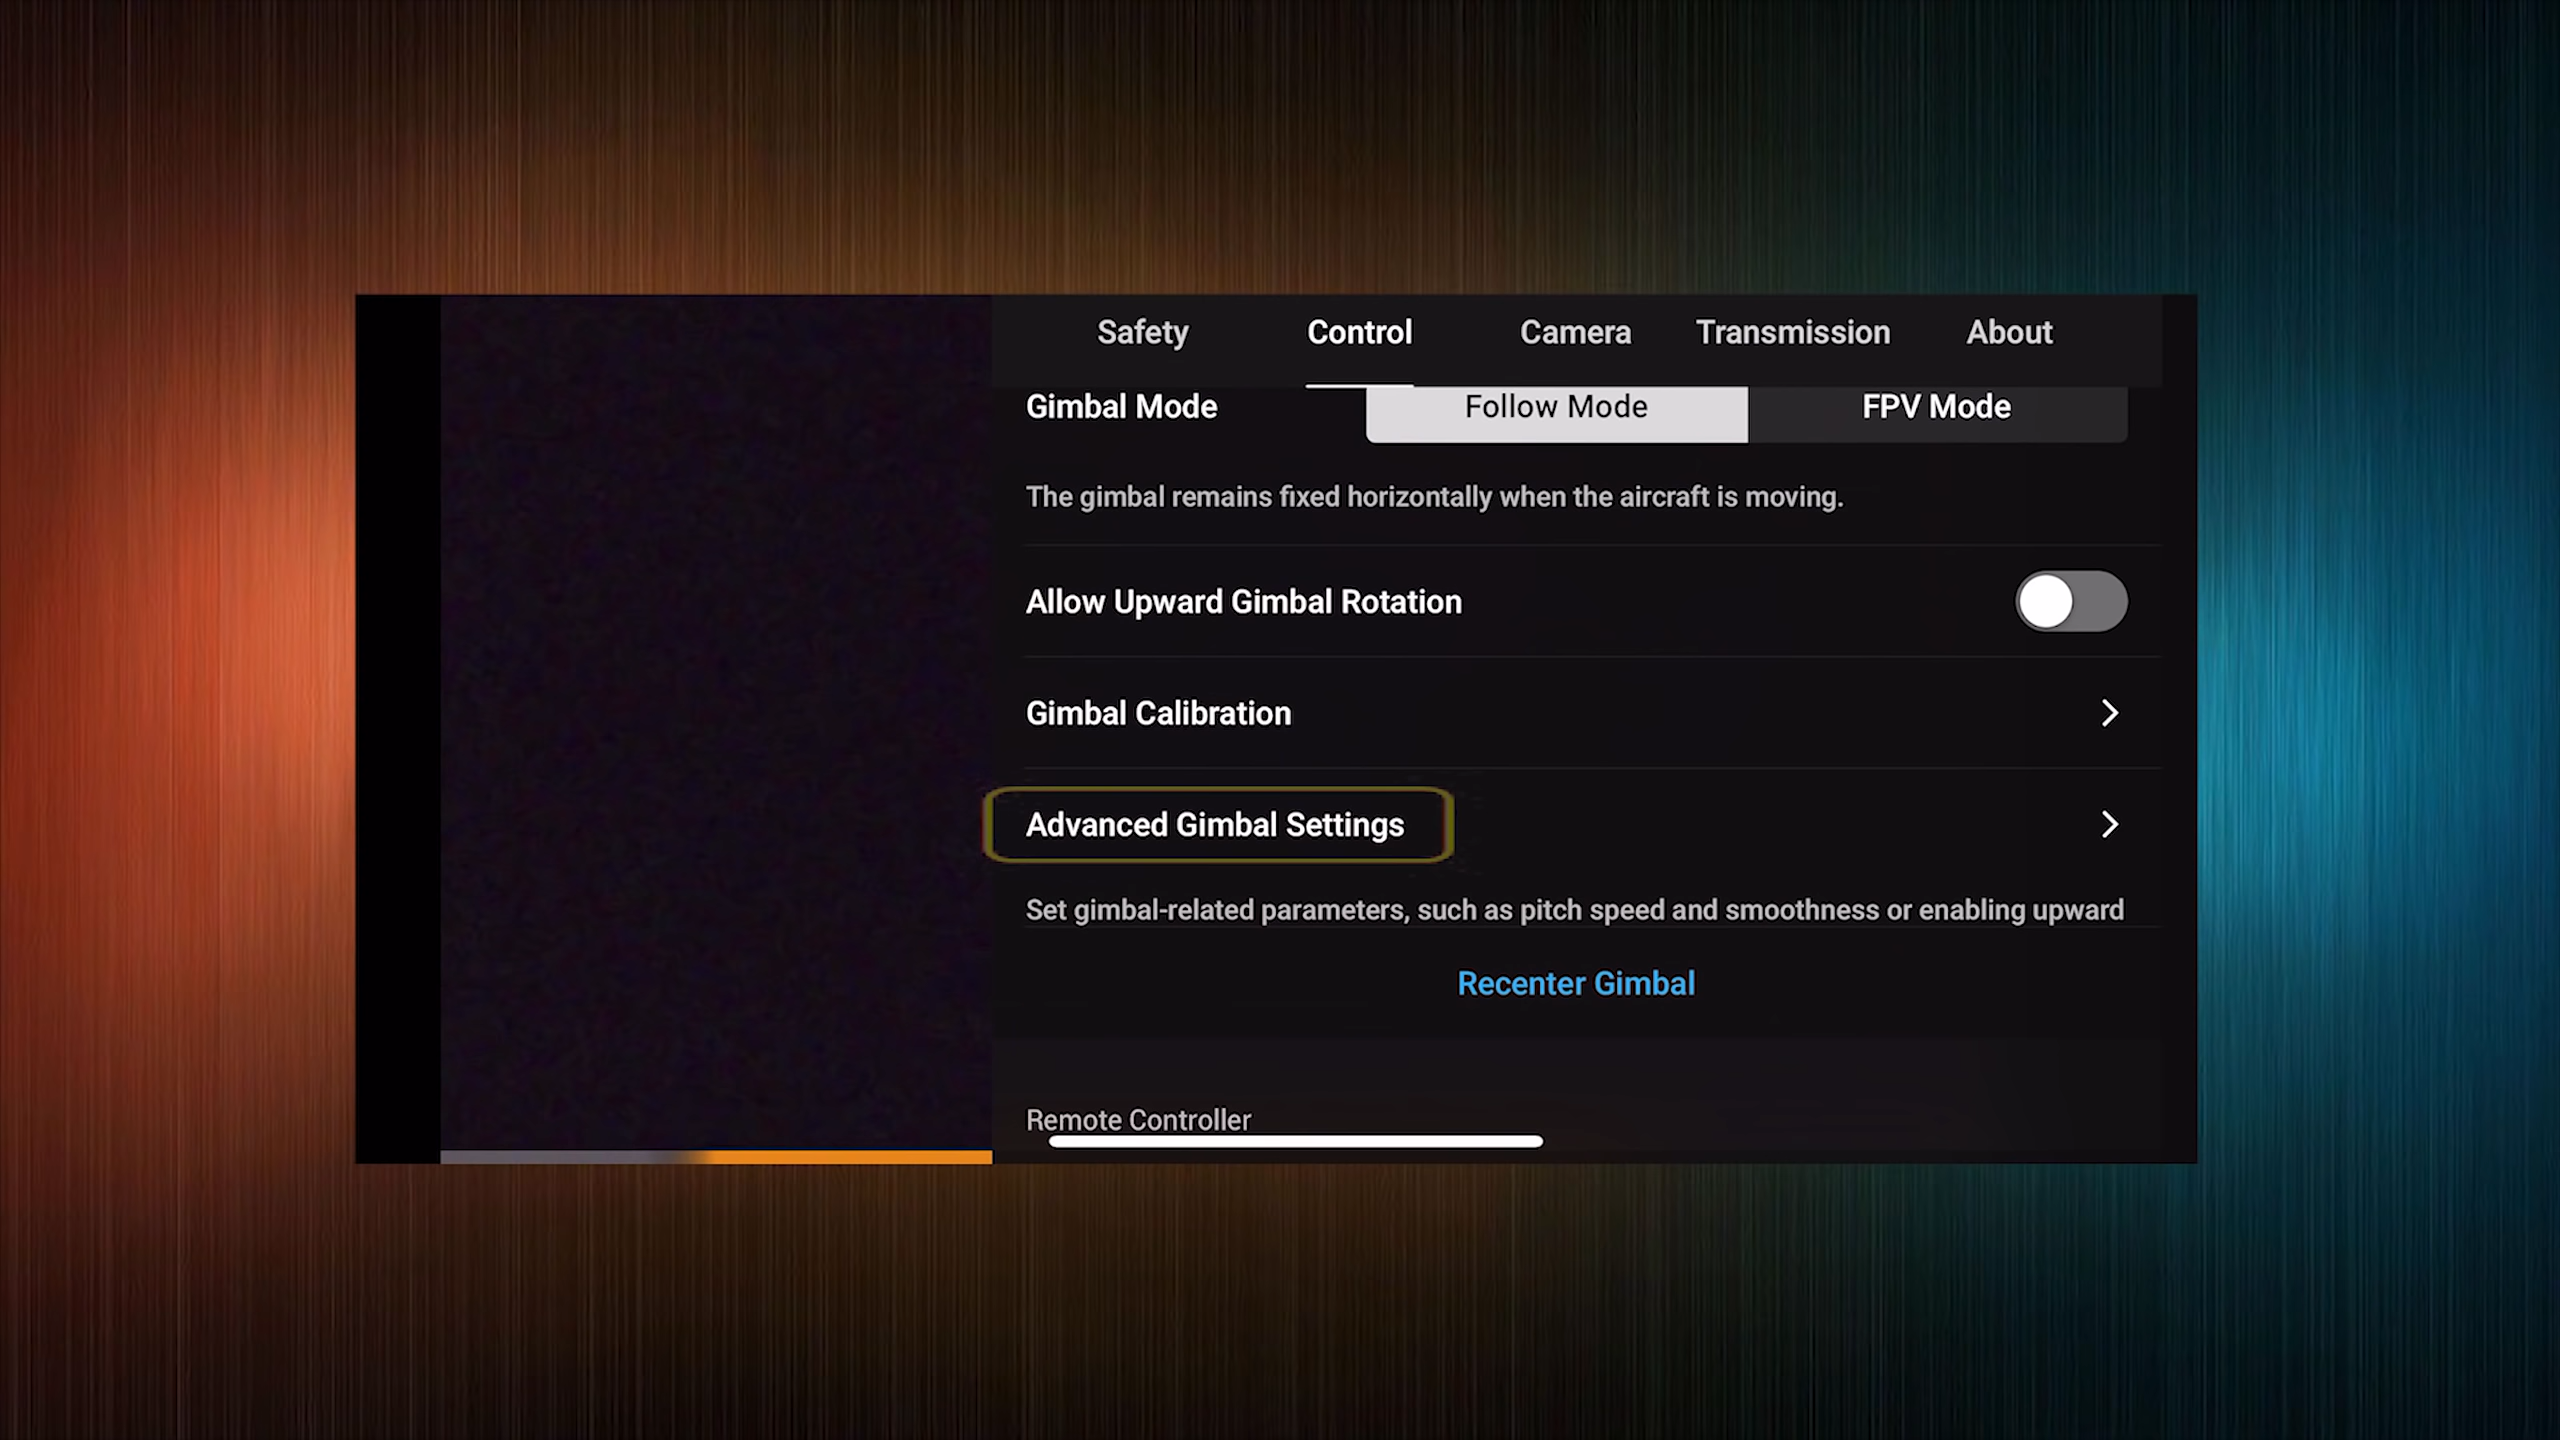 Safety Control Camera Transmission About
Gimbal Mode Follow Mode FPV Mode
The gimbal remains fixed horizontally when the aircraft is moving.
Allow Upward Gimbal Rotation
Gimbal Calibration
Advanced Gimbal Settings
Set gimbal-related parameters, such as pitch speed and smoothness or enabling upward
Recenter Gimbal
Remote Controller